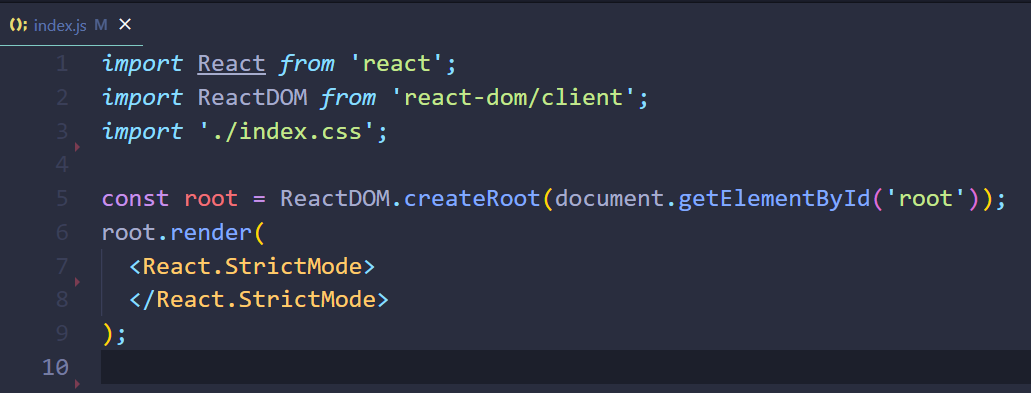 (); index.js M ×
1 import React from 'react';
2 import ReactDOM from 'react-dom/client';
3 import './index.css';
4
5 const root = ReactDOM.createRoot(document.getElementById('root'));
6 root.render(
7   <React.StrictMode>
8   </React.StrictMode>
9 );
10